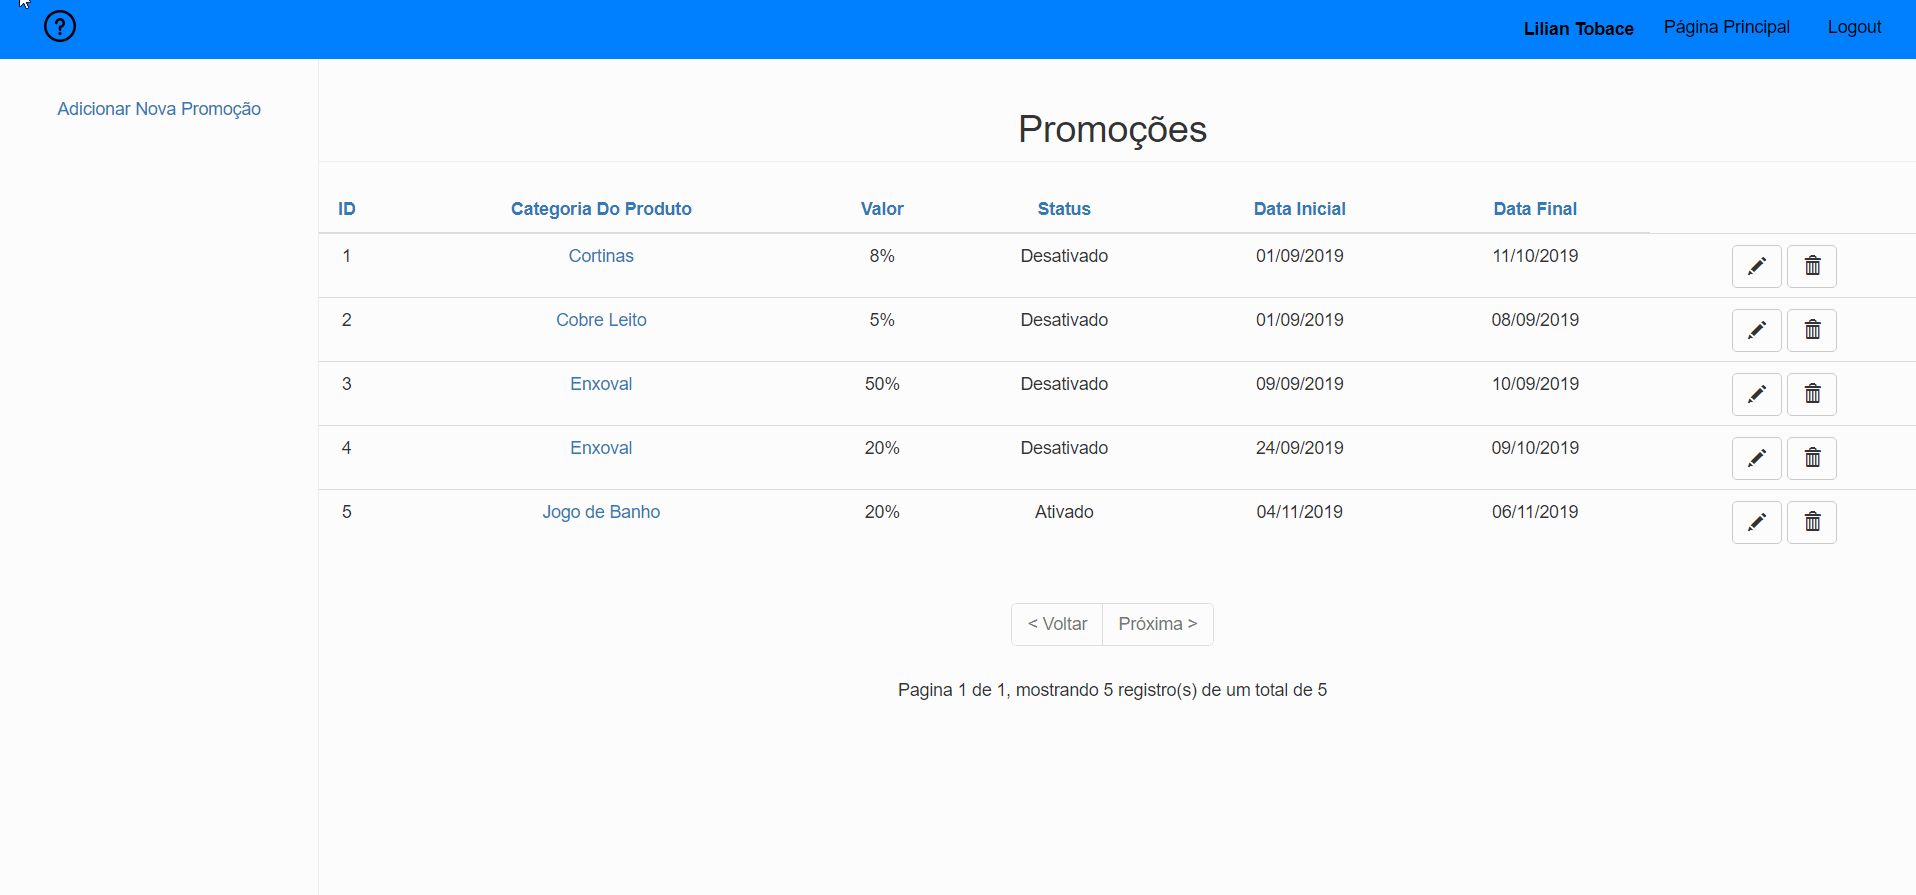 ?
Lilian Tobace Página Principal Logout
Adicionar Nova Promoção
Promoções
ID Categoria Do Produto Valor Status Data Inicial Data Final
1 Cortinas 8% Desativado 01/09/2019 11/10/2019
2 Cobre Leito 5% Desativado 01/09/2019 08/09/2019
3 Enxoval 50% Desativado 09/09/2019 10/09/2019
4 Enxoval 20% Desativado 24/09/2019 09/10/2019
5 Jogo de Banho 20% Ativado 04/11/2019 06/11/2019
< Voltar Próxima >
Pagina 1 de 1, mostrando 5 registro(s) de um total de 5